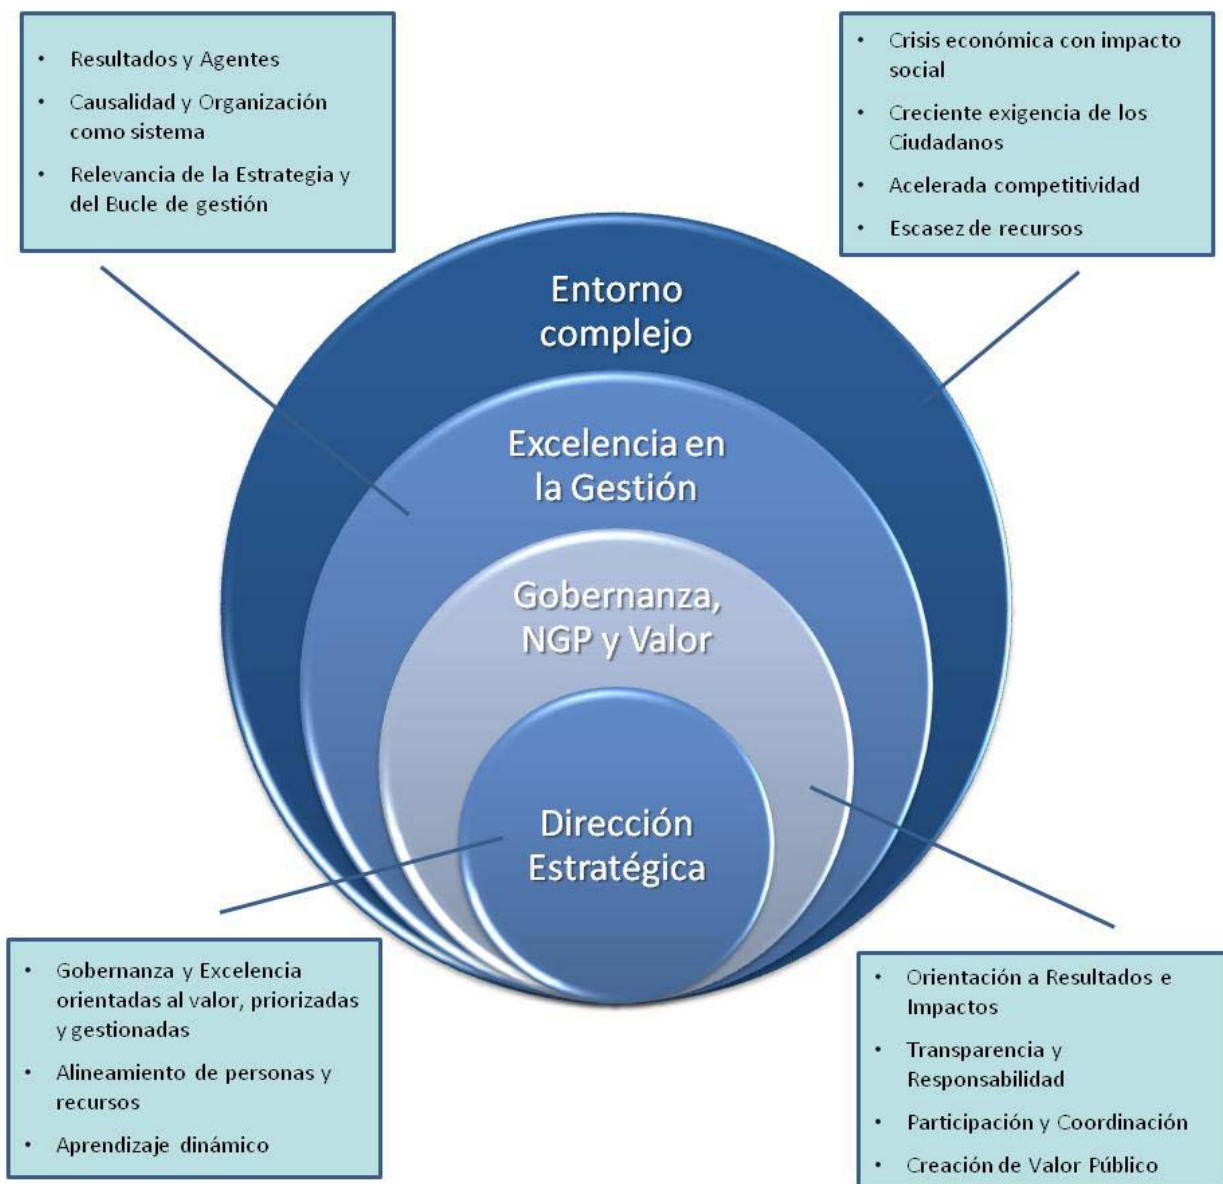 • Resultados y Agentes
• Causalidad y Organización
como sistema
• Relevancia de la Estrategia y
del Bucle de gestión
• Crisis económica con impacto
social
• Creciente exigencia de los
Ciudadanos
• Acelerada competitividad
• Escasez de recursos
Entorno
complejo
Excelencia en
la Gestión
Gobernanza,
NGP y Valor
Dirección
Estratégica
• Gobernanza y Excelencia
orientadas al valor, priorizadas
y gestionadas
• Alineamiento de personas y
recursos
• Aprendizaje dinámico
• Orientación a Resultados e
Impactos
• Transparencia y
Responsabilidad
• Participación y Coordinación
• Creación de Valor Público